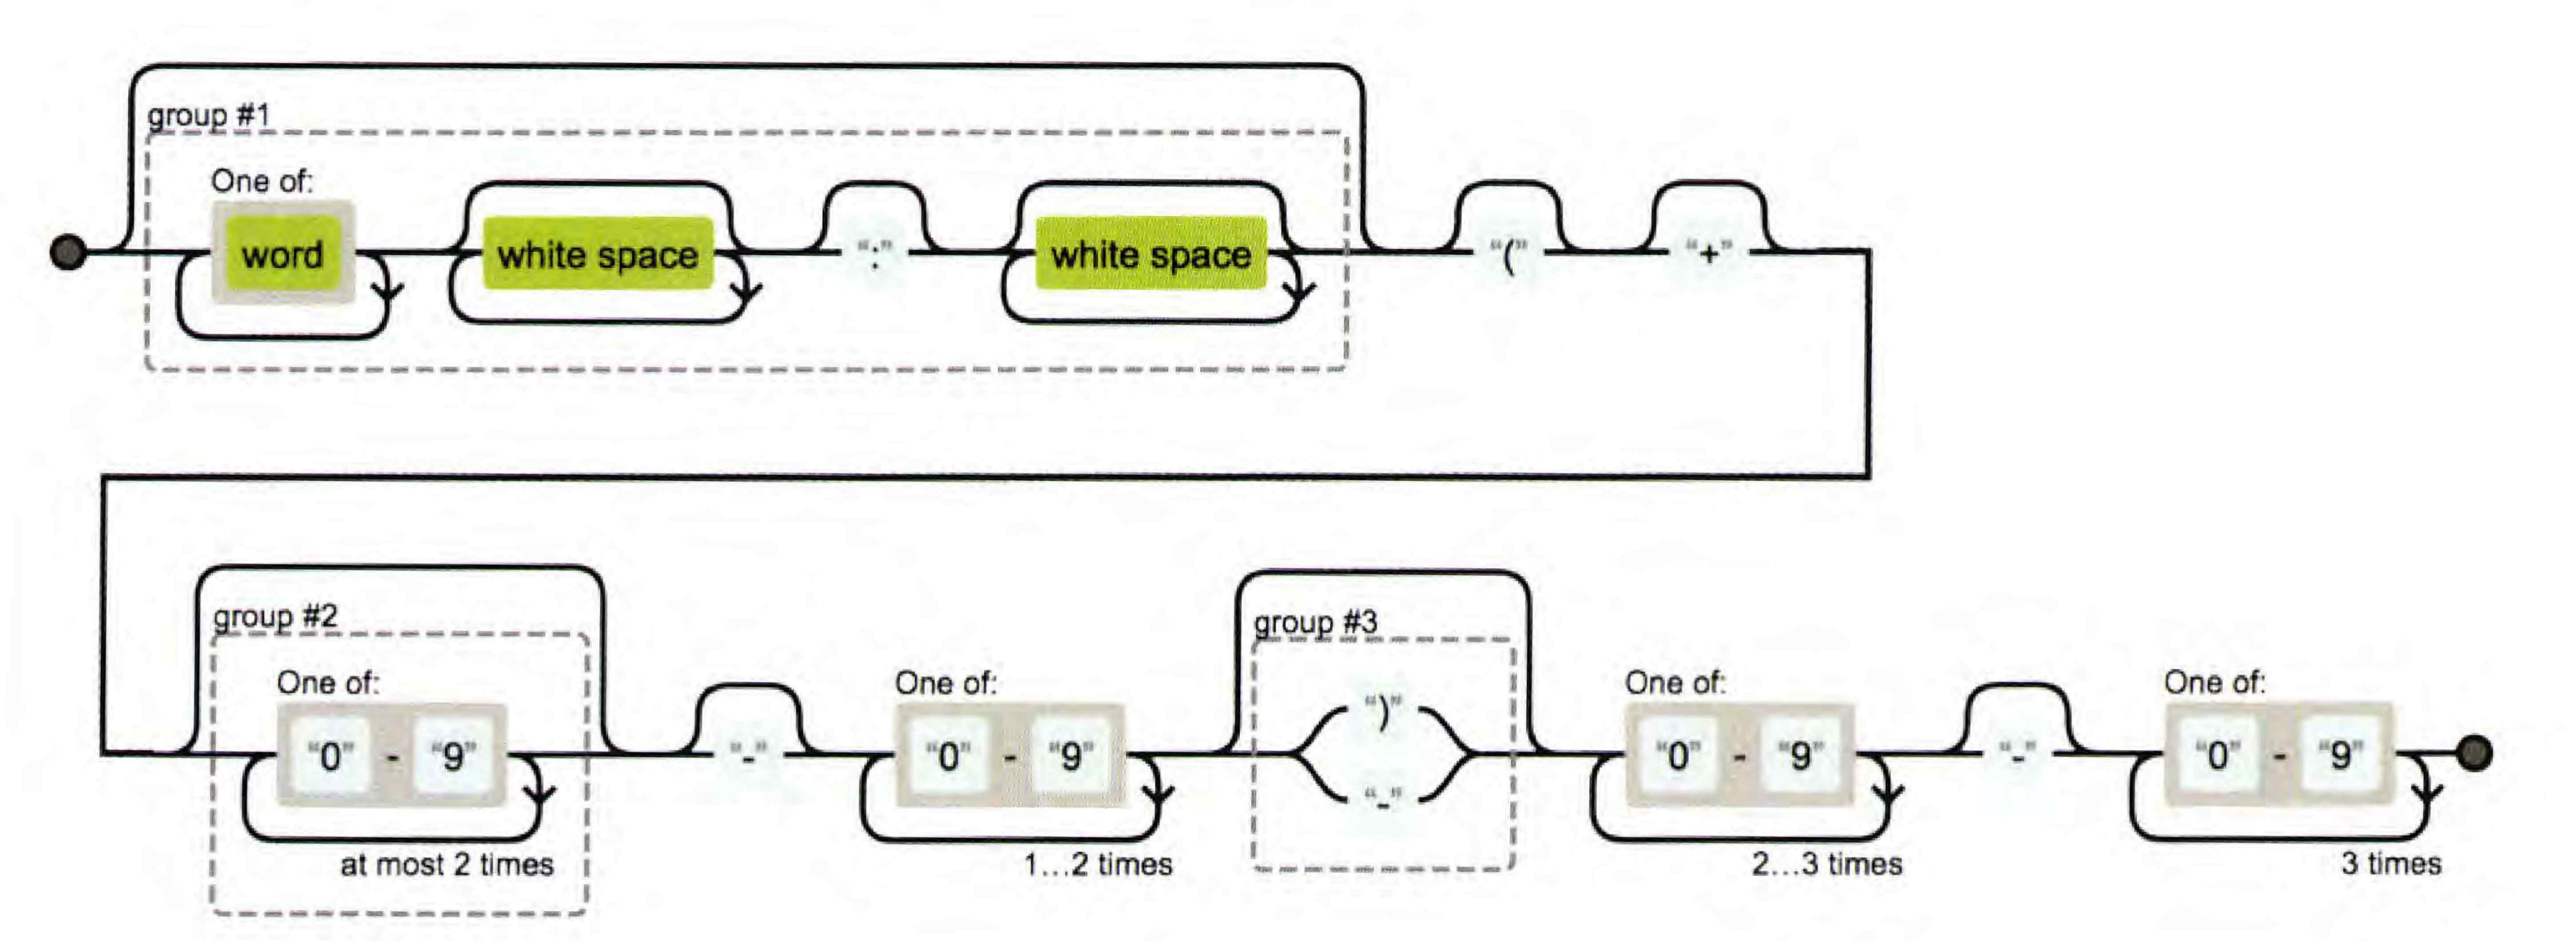 group #1
One of:
word
white space
“:”
white space
“(”
“+”
group #2
One of:
“0” - “9”
at most 2 times
“-”
One of:
“0” - “9”
1...2 times
group #3
“)”
“-”
One of:
“0” - “9”
2...3 times
“-”
One of:
“0” - “9”
3 times